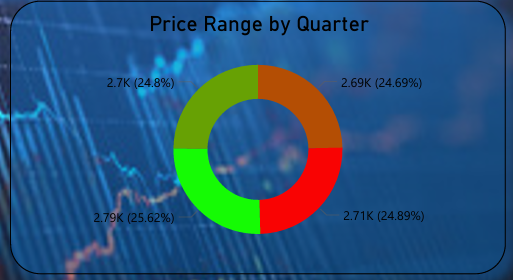 Price Range by Quarter
2.7K (24.8%)
2.69K (24.69%)
2.79K (25.62%)
2.71K (24.89%)